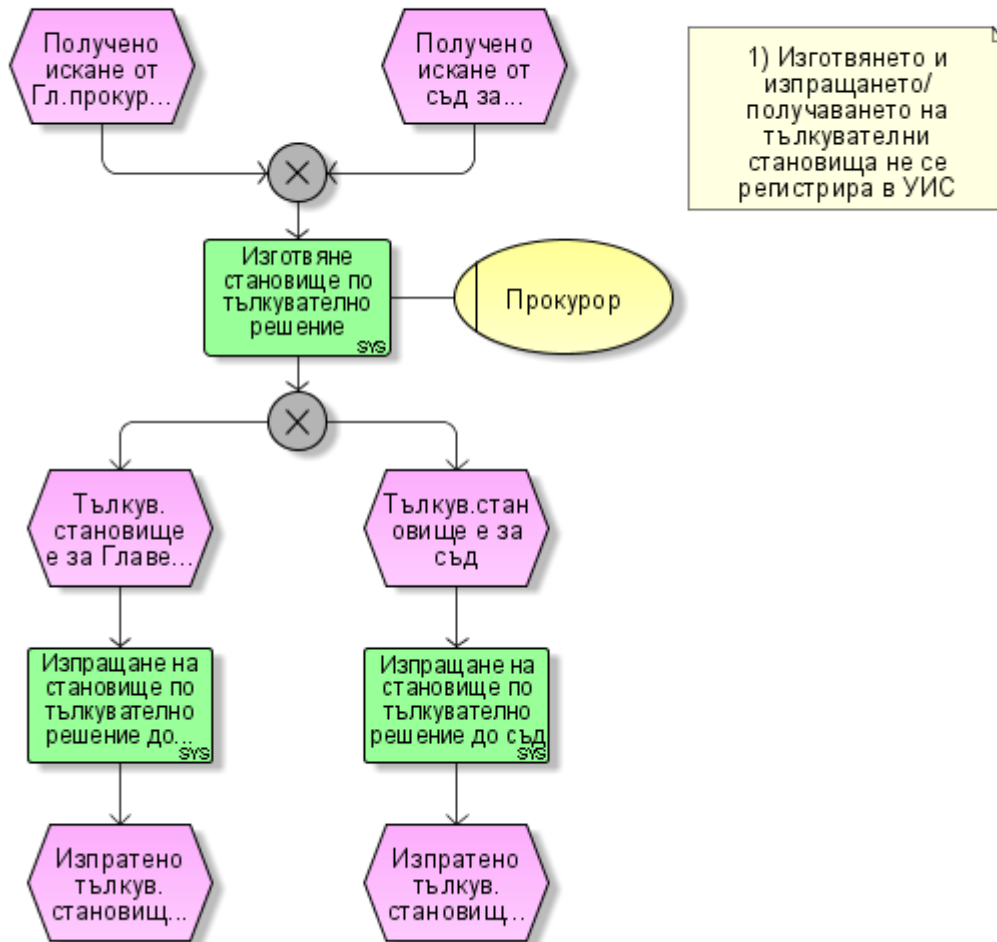 Получено
искане от
Гл.прокур...
Получено
искане от
съд за...
1) Изготвянето и
изпращането/
получаването на
тълкувателни
становища не се
регистрира в УИС
Изготвяне
становище по
тълкувателно
решение
SYS
Прокурор
Тълкув.
становище
е за Главе...
Тълкув.стан
овище е за
съд
Изпращане на
становище по
тълкувателно
решение до...
SYS
Изпращане на
становище по
тълкувателно
решение до съд
SYS
Изпратено
тълкув.
становищ...
Изпратено
тълкув.
становищ...